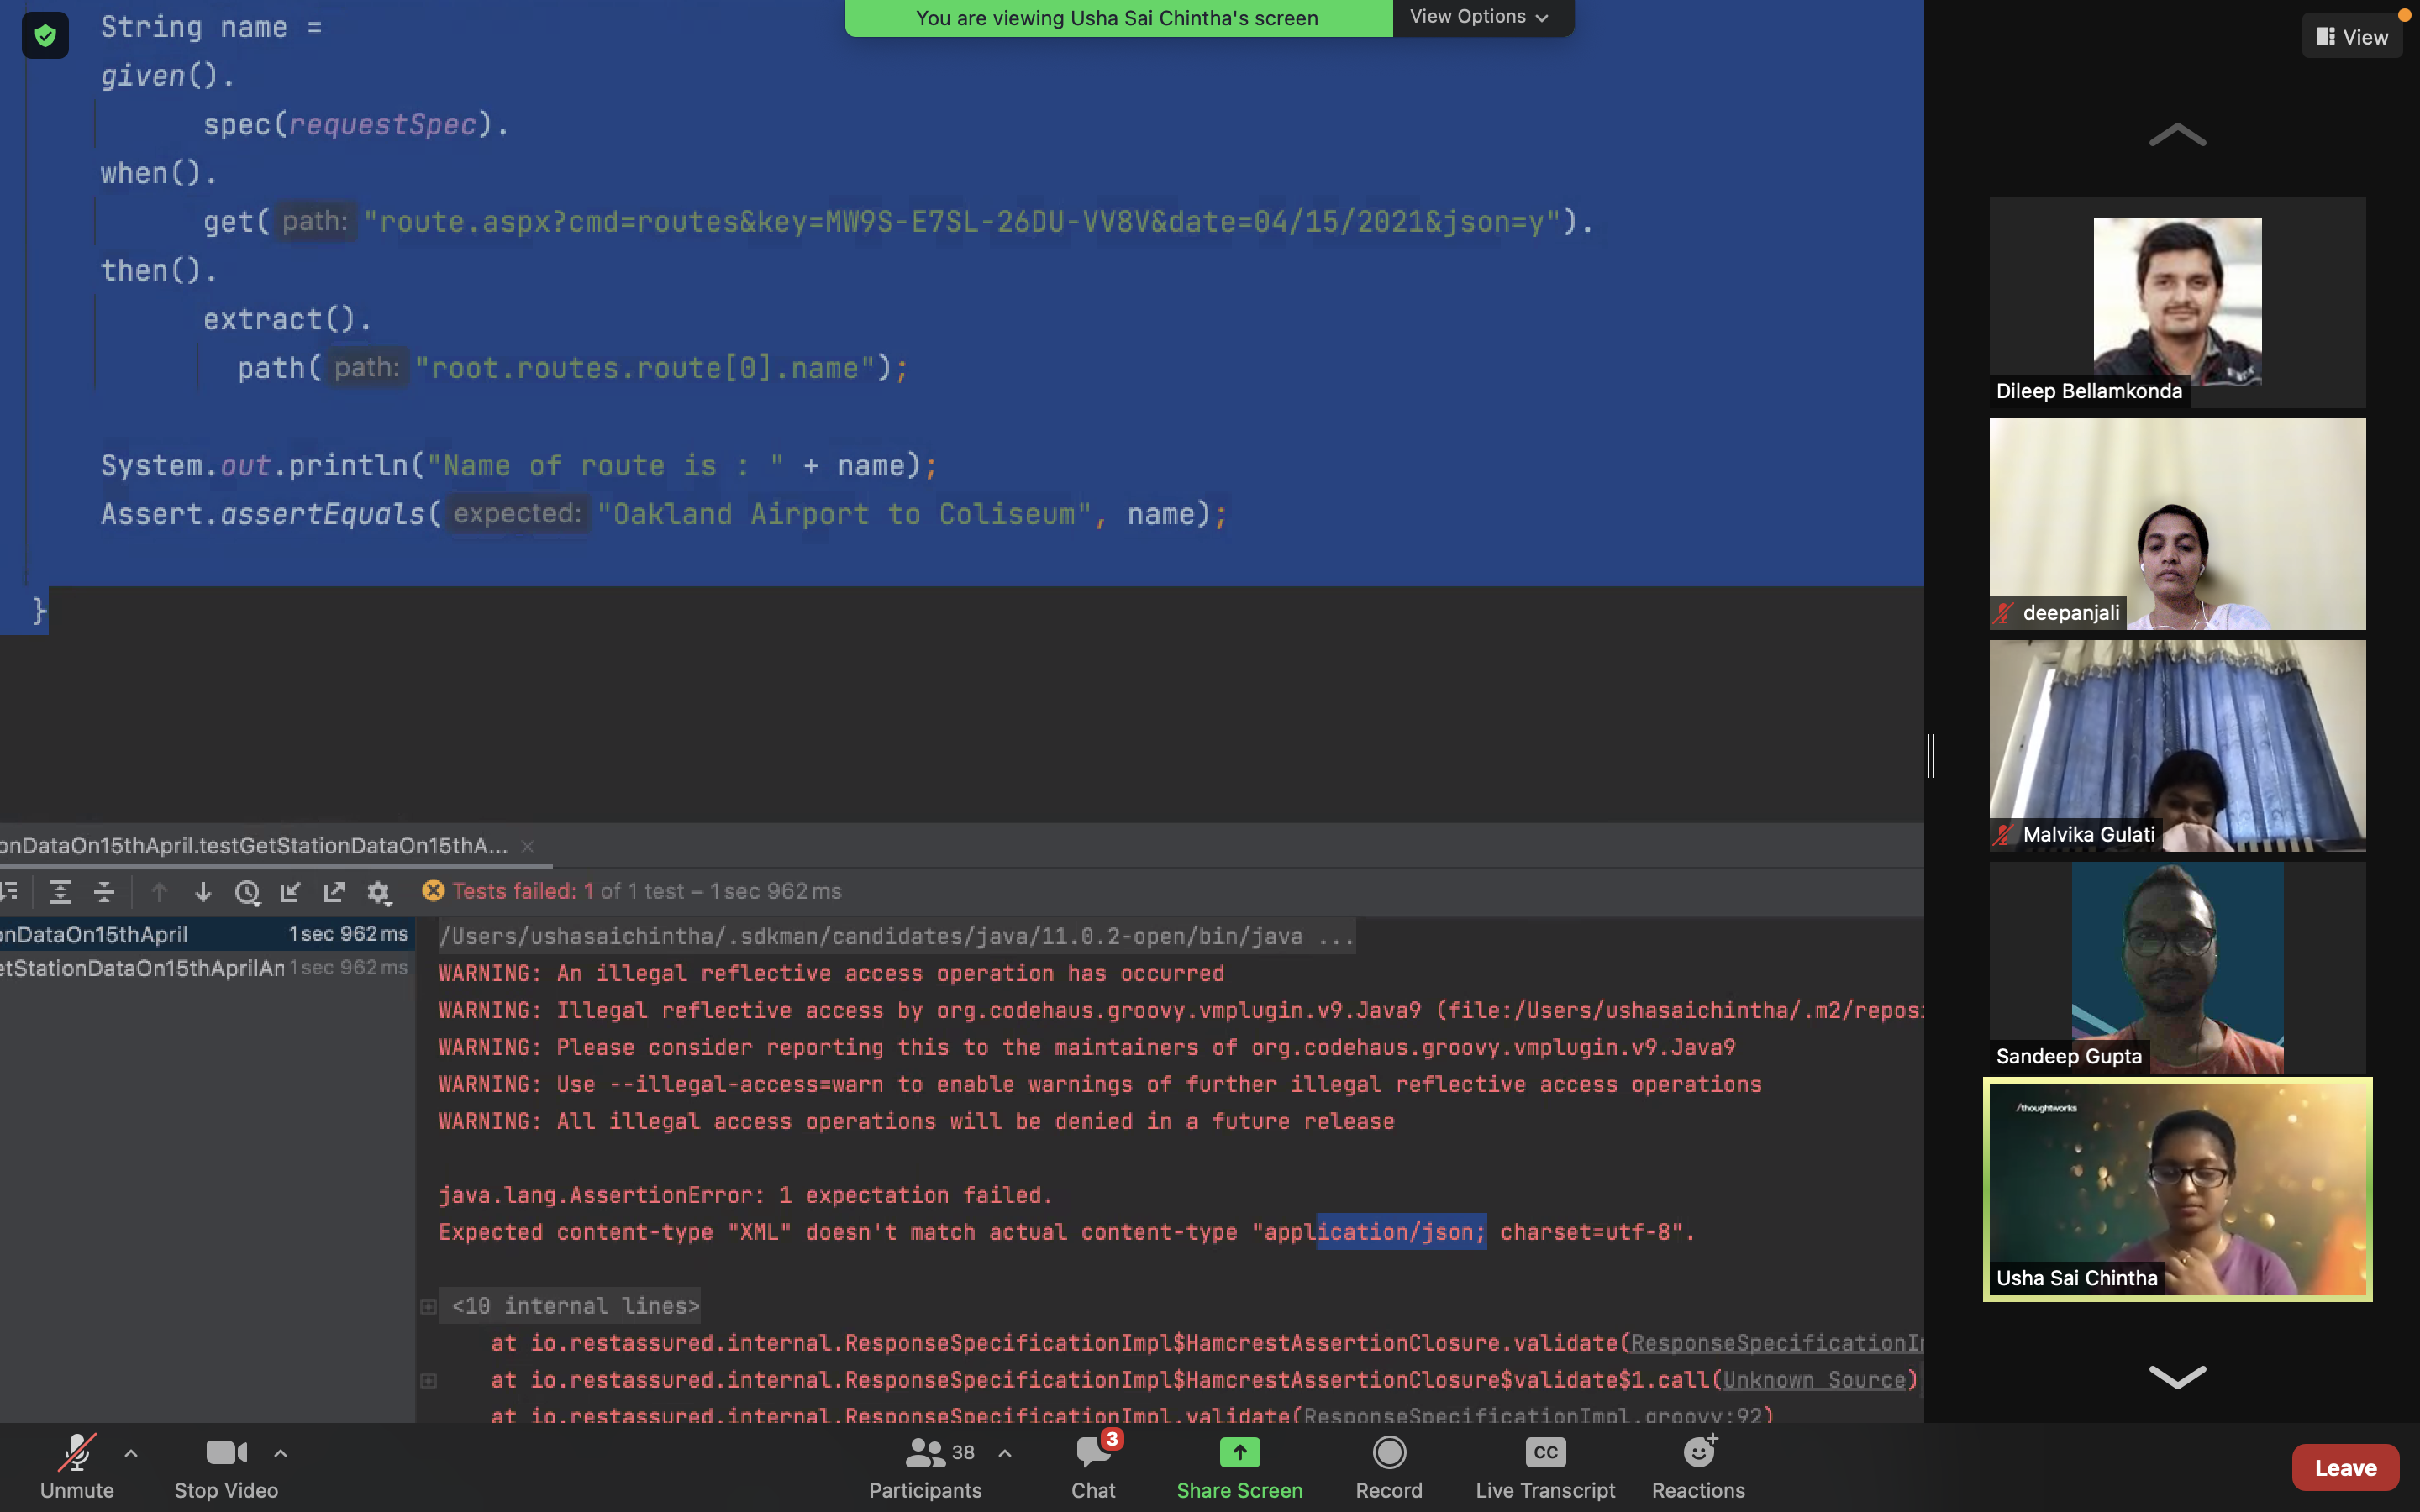 You are viewing Usha Sai Chintha's screen
View Options
View
String name =
given().
spec(requestSpec).
when().
get( path: "route.aspx?cmd=routes&key=MW9S-E7SL-26DU-VV8V&date=04/15/2021&json=y").
then().
extract().
path( path: "root.routes.route[0].name");
System.out.println("Name of route is : " + name);
Assert.assertEquals( expected: "Oakland Airport to Coliseum", name);
}
onDataOn15thApril.testGetStationDataOn15thA... ×
Tests failed: 1 of 1 test – 1 sec 962 ms
onDataOn15thApril 1 sec 962 ms
etStationDataOn15thAprilAn 1 sec 962 ms
/Users/ushasaichintha/.sdkman/candidates/java/11.0.2-open/bin/java ...
WARNING: An illegal reflective access operation has occurred
WARNING: Illegal reflective access by org.codehaus.groovy.vmplugin.v9.Java9 (file:/Users/ushasaichintha/.m2/repos
WARNING: Please consider reporting this to the maintainers of org.codehaus.groovy.vmplugin.v9.Java9
WARNING: Use --illegal-access=warn to enable warnings of further illegal reflective access operations
WARNING: All illegal access operations will be denied in a future release
java.lang.AssertionError: 1 expectation failed.
Expected content-type "XML" doesn't match actual content-type "application/json; charset=utf-8".
<10 internal lines>
at io.restassured.internal.ResponseSpecificationImpl$HamcrestAssertionClosure.validate(ResponseSpecificationI
at io.restassured.internal.ResponseSpecificationImpl$HamcrestAssertionClosure$validate$1.call(Unknown Source)
at io.restassured.internal.ResponseSpecificationImpl.validate(ResponseSpecificationImpl.groovy:92)
Dileep Bellamkonda
deepanjali
Malvika Gulati
Sandeep Gupta
/thoughtworks
Usha Sai Chintha
Unmute
Stop Video
38
Participants
3
Chat
Share Screen
Record
CC
Live Transcript
Reactions
Leave